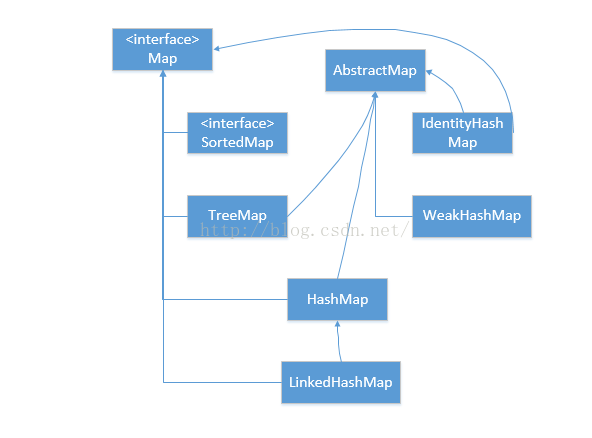 <interface>
Map
AbstractMap
<interface>
SortedMap
IdentityHash
Map
TreeMap
WeakHashMap
http://blog.csdn.net/
HashMap
LinkedHashMap